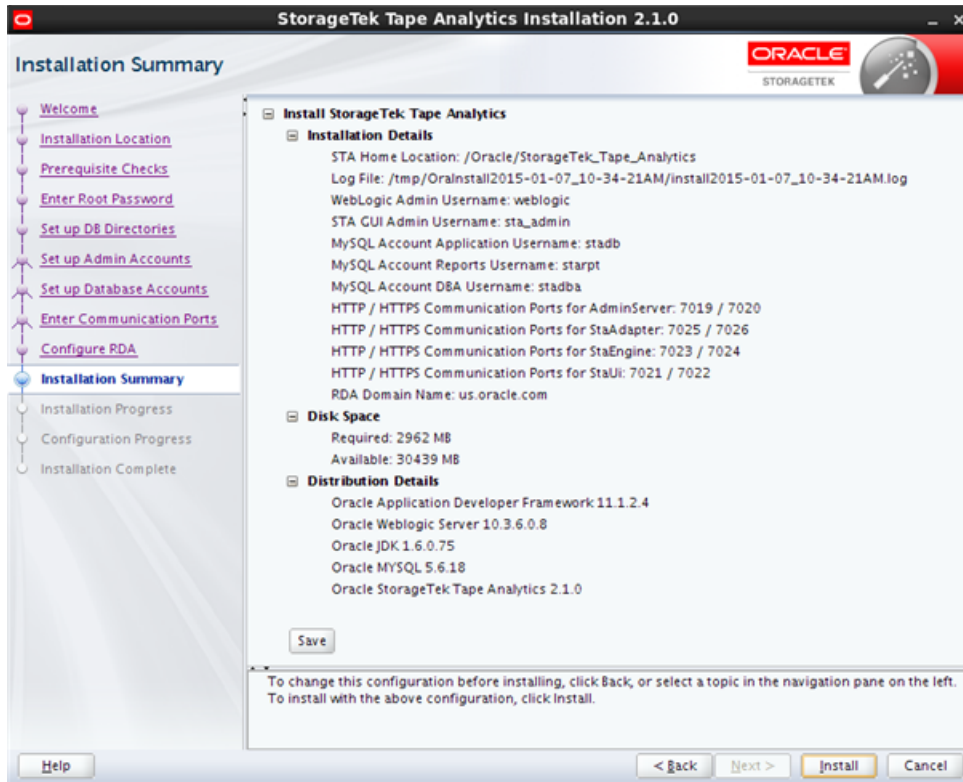 StorageTek Tape Analytics Installation 2.1.0
Installation Summary
ORACLE
STORAGETEK
Welcome
Installation Location
Prerequisite Checks
Enter Root Password
Set up DB Directories
Set up Admin Accounts
Set up Database Accounts
Enter Communication Ports
Configure RDA
Installation Summary
Installation Progress
Configuration Progress
Installation Complete
Install StorageTek Tape Analytics
Installation Details
STA Home Location: /Oracle/StorageTek_Tape_Analytics
Log File: /tmp/OraInstall2015-01-07_10-34-21AM/install2015-01-07_10-34-21AM.log
WebLogic Admin Username: weblogic
STA GUI Admin Username: sta_admin
MySQL Account Application Username: stadb
MySQL Account Reports Username: starpt
MySQL Account DBA Username: stadba
HTTP / HTTPS Communication Ports for AdminServer: 7019 / 7020
HTTP / HTTPS Communication Ports for StaAdapter: 7025 / 7026
HTTP / HTTPS Communication Ports for StaEngine: 7023 / 7024
HTTP / HTTPS Communication Ports for StaUi: 7021 / 7022
RDA Domain Name: us.oracle.com
Disk Space
Required: 2962 MB
Available: 30439 MB
Distribution Details
Oracle Application Developer Framework 11.1.2.4
Oracle Weblogic Server 10.3.6.0.8
Oracle JDK 1.6.0.75
Oracle MYSQL 5.6.18
Oracle StorageTek Tape Analytics 2.1.0
Save
To change this configuration before installing, click Back, or select a topic in the navigation pane on the left.
To install with the above configuration, click Install.
Help
< Back
Next >
Install
Cancel